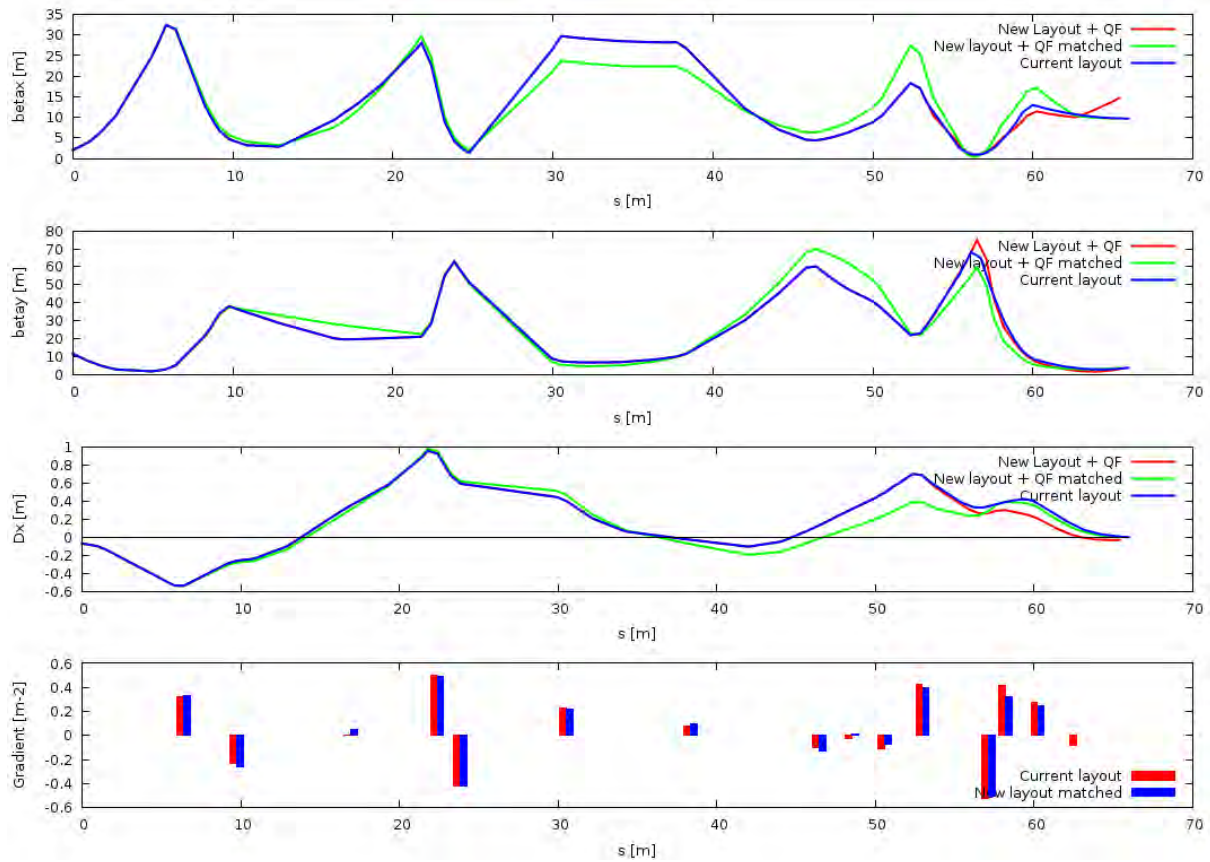 35
30
25
20
15
10
5
0
betax [m]
New Layout + QF
New layout + QF matched
Current layout
0 10 20 30 40 50 60 70
s [m]
80
70
60
50
40
30
20
10
0
betay [m]
New Layout + QF
New layout + QF matched
Current layout
0 10 20 30 40 50 60 70
s [m]
1
0.8
0.6
0.4
0.2
0
-0.2
-0.4
-0.6
Dx [m]
New Layout + QF
New layout + QF matched
Current layout
0 10 20 30 40 50 60 70
s [m]
0.6
0.4
0.2
0
-0.2
-0.4
-0.6
Gradient [m-2]
Current layout
New layout matched
0 10 20 30 40 50 60 70
s [m]